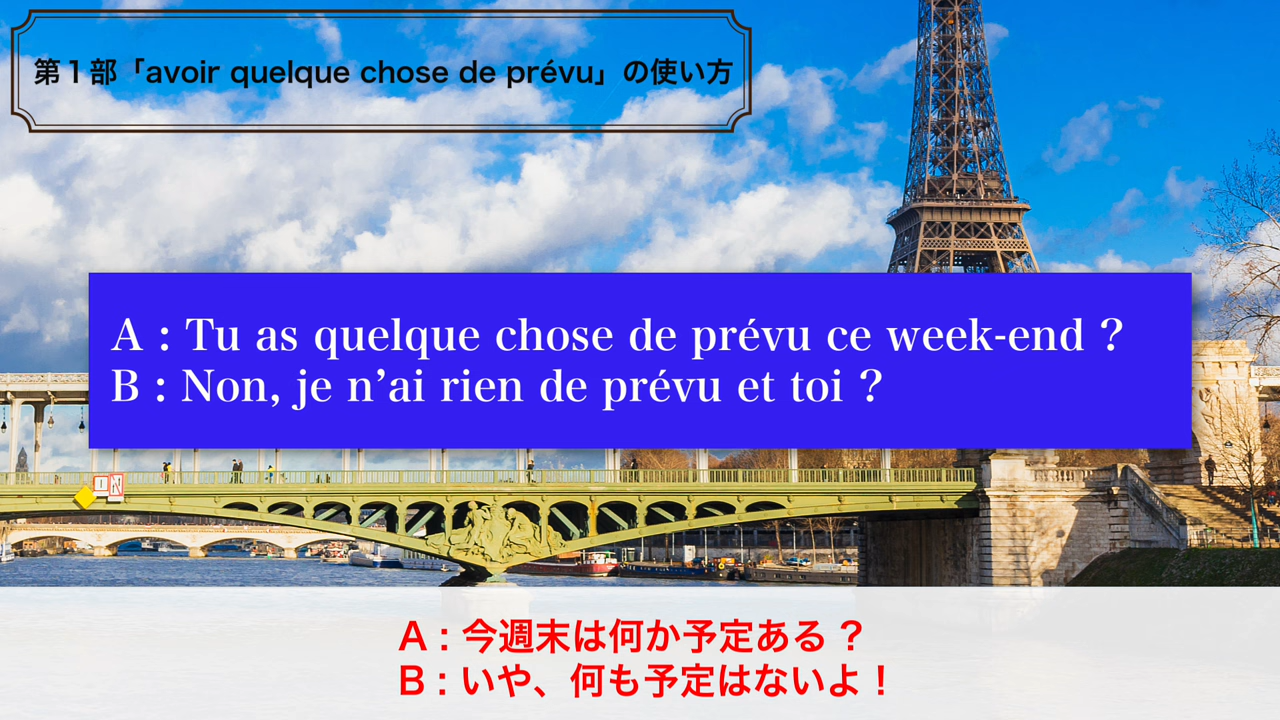 第1部「avoir quelque chose de prévu」の使い方
A : Tu as quelque chose de prévu ce week-end ?
B : Non, je n’ai rien de prévu et toi ?
A : 今週末は何か予定ある ?
B : いや、何も予定はないよ！